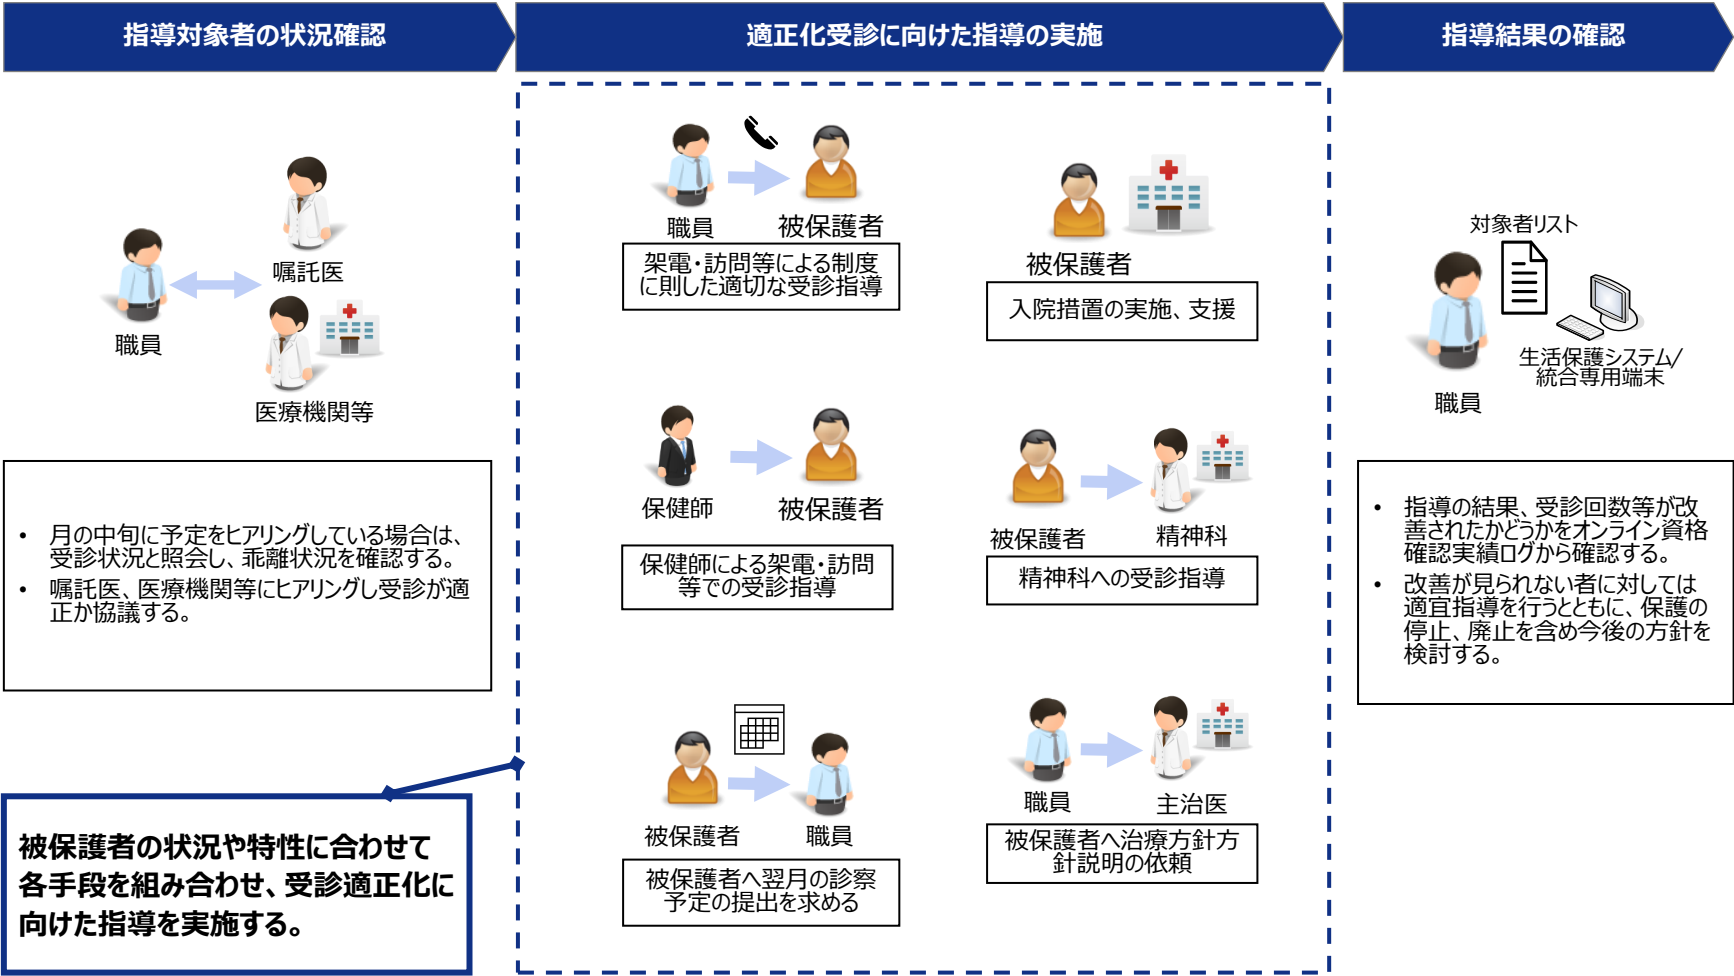 指導対象者の状況確認
適正化受診に向けた指導の実施
指導結果の確認
嘱託医
職員
医療機関等
・ 月の中旬に予定をヒアリングしている場合は、
受診状況と照会し、乖離状況を確認する。
・ 嘱託医、医療機関等にヒアリングし受診が適
正か協議する。
被保護者の状況や特性に合わせて
各手段を組み合わせ、受診適正化に
向けた指導を実施する。
職員
被保護者
架電・訪問等による制度
に則した適切な受診指導
被保護者
入院措置の実施、支援
保健師
被保護者
保健師による架電・訪問
等での受診指導
被保護者
精神科
精神科への受診指導
被保護者
職員
被保護者へ翌月の診察
予定の提出を求める
職員
主治医
被保護者へ治療方針方
針説明の依頼
対象者リスト
生活保護システム/
統合専用端末
職員
・ 指導の結果、受診回数等が改
善されたかどうかをオンライン資格
確認実績ログから確認する。
・ 改善が見られない者に対しては
適宜指導を行うとともに、保護の
停止、廃止を含め今後の方針を
検討する。